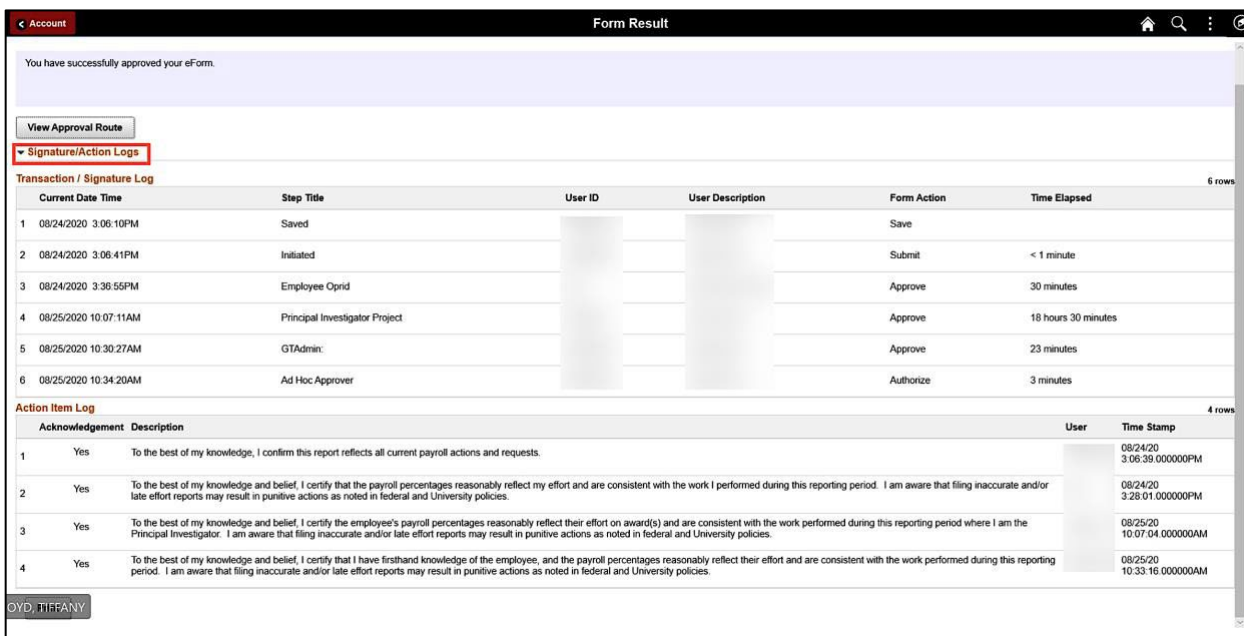 Account
Form Result
You have successfully approved your eForm.
View Approval Route
Signature/Action Logs
Transaction / Signature Log
6 rows
Current Date Time Step Title User ID User Description Form Action Time Elapsed
1 08/24/2020 3:06:10PM Saved Save
2 08/24/2020 3:06:41PM Initiated Submit < 1 minute
3 08/24/2020 3:36:55PM Employee Oprid Approve 30 minutes
4 08/25/2020 10:07:11AM Principal Investigator Project Approve 18 hours 30 minutes
5 08/25/2020 10:30:27AM GTAdmin: Approve 23 minutes
6 08/25/2020 10:34:20AM Ad Hoc Approver Authorize 3 minutes
Action Item Log
4 rows
Acknowledgement Description User Time Stamp
1 Yes To the best of my knowledge, I confirm this report reflects all current payroll actions and requests. 08/24/20
3:06:39.000000PM
2 Yes To the best of my knowledge and belief, I certify that the payroll percentages reasonably reflect my effort and are consistent with the work I performed during this reporting period. I am aware that filing inaccurate and/or
late effort reports may result in punitive actions as noted in federal and University policies.
08/24/20
3:28:01.000000PM
3 Yes To the best of my knowledge and belief, I certify the employee's payroll percentages reasonably reflect their effort on award(s) and are consistent with the work performed during this reporting period where I am the
Principal Investigator. I am aware that filing inaccurate and/or late effort reports may result in punitive actions as noted in federal and University policies.
08/25/20
10:07:04.000000AM
4 Yes To the best of my knowledge and belief, I certify that I have firsthand knowledge of the employee, and the payroll percentages reasonably reflect their effort and are consistent with the work performed during this reporting
period. I am aware that filing inaccurate and/or late effort reports may result in punitive actions as noted in federal and University policies.
08/25/20
10:33:16.000000AM
OYD, TIFFANY